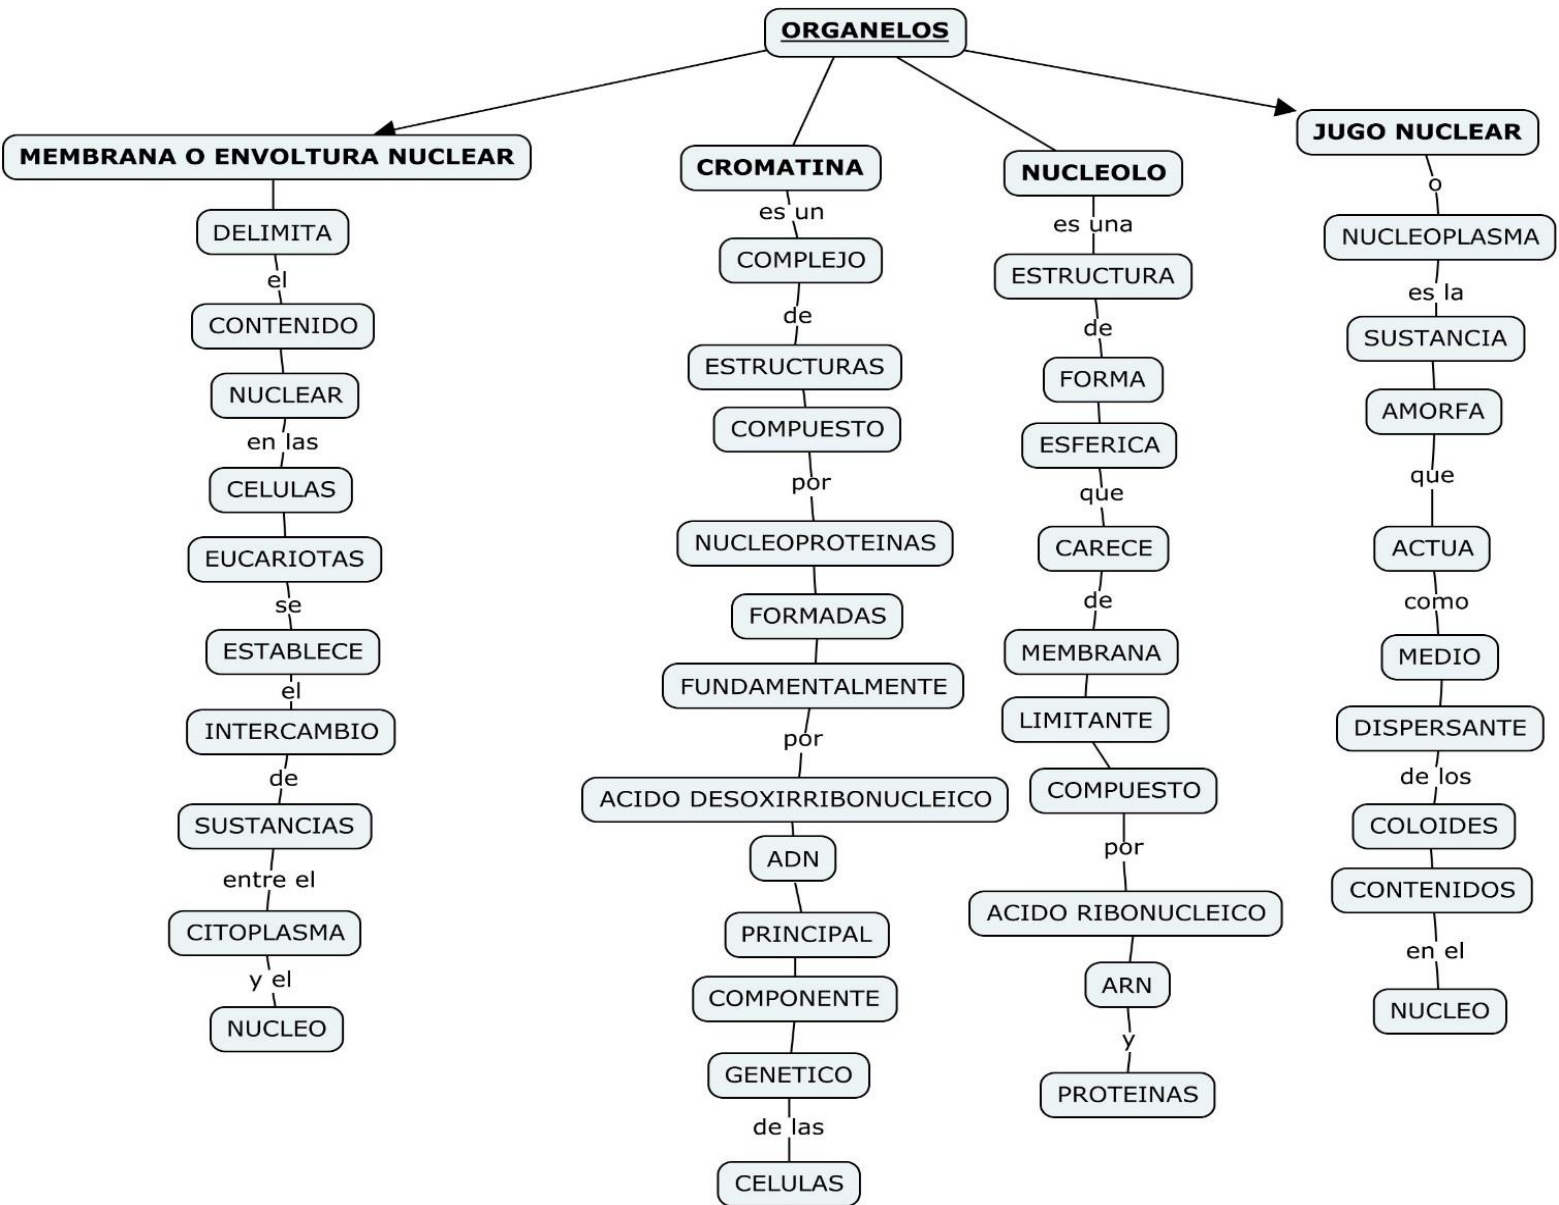 ORGANELOS
MEMBRANA O ENVOLTURA NUCLEAR
DELIMITA
el
CONTENIDO
NUCLEAR
en las
CELULAS
EUCARIOTAS
se
ESTABLECE
el
INTERCAMBIO
de
SUSTANCIAS
entre el
CITOPLASMA
y el
NUCLEO
CROMATINA
es un
COMPLEJO
de
ESTRUCTURAS
COMPUESTO
por
NUCLEOPROTEINAS
FORMADAS
FUNDAMENTALMENTE
por
ACIDO DESOXIRRIBONUCLEICO
ADN
PRINCIPAL
COMPONENTE
GENETICO
de las
CELULAS
NUCLEOLO
es una
ESTRUCTURA
de
FORMA
ESFERICA
que
CARECE
de
MEMBRANA
LIMITANTE
COMPUESTO
por
ACIDO RIBONUCLEICO
ARN
y
PROTEINAS
JUGO NUCLEAR
o
NUCLEOPLASMA
es la
SUSTANCIA
AMORFA
que
ACTUA
como
MEDIO
DISPERSANTE
de los
COLOIDES
CONTENIDOS
en el
NUCLEO